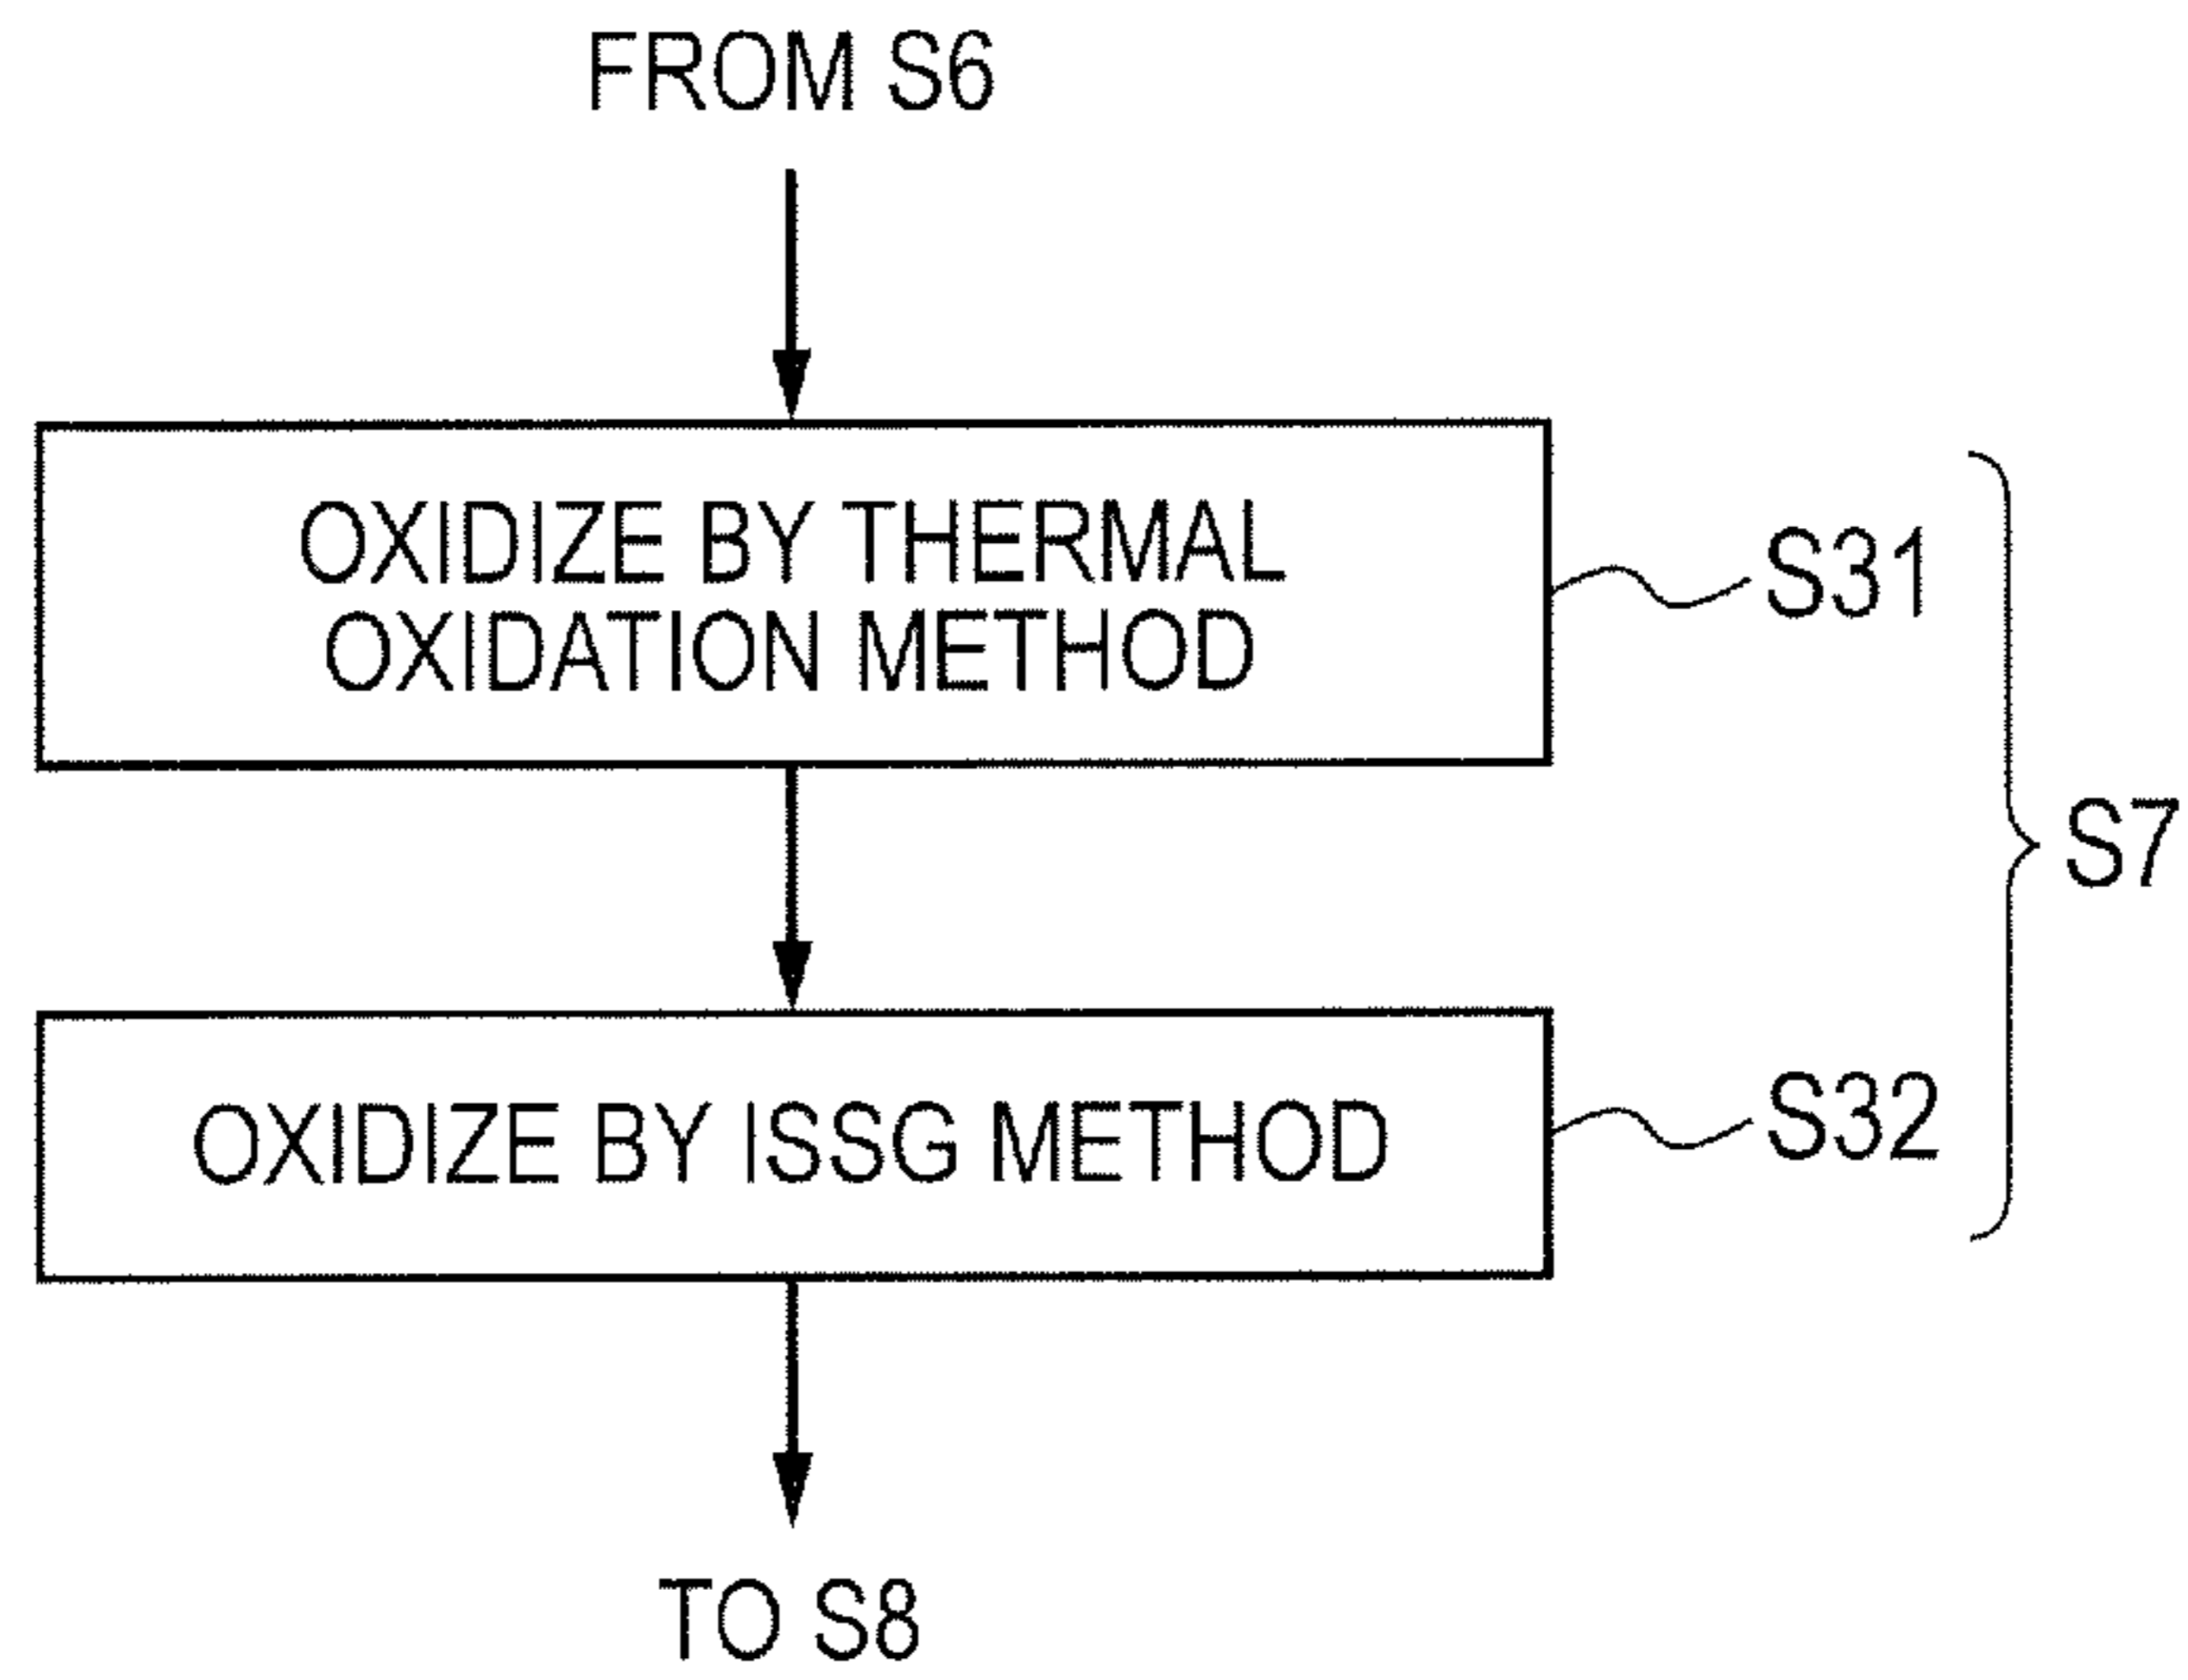 FROM S6
OXIDIZE BY THERMAL
OXIDATION METHOD
S31
S7
OXIDIZE BY ISSG METHOD
S32
TO S8